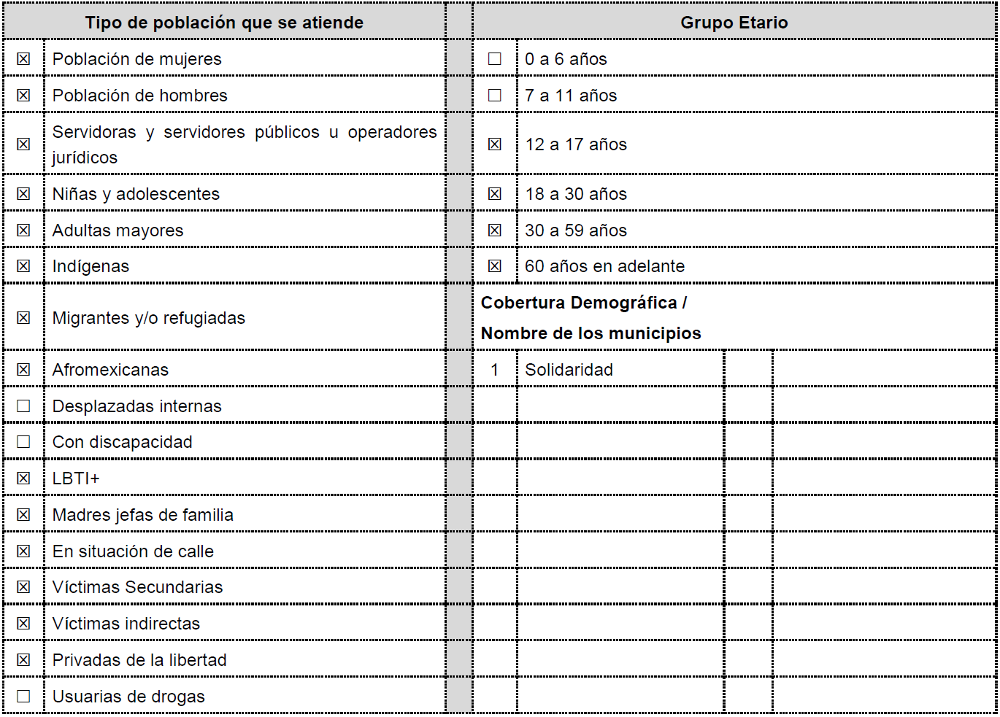 Tipo de población que se atiende Grupo Etario
☒ Población de mujeres ☐ 0 a 6 años
☒ Población de hombres ☐ 7 a 11 años
☒ Servidoras y servidores públicos u operadores
jurídicos ☒ 12 a 17 años
☒ Niñas y adolescentes ☒ 18 a 30 años
☒ Adultas mayores ☒ 30 a 59 años
☒ Indígenas ☒ 60 años en adelante
☒ Migrantes y/o refugiadas
Cobertura Demográfica /
Nombre de los municipios
☒ Afromexicanas 1 Solidaridad
☐ Desplazadas internas
☐ Con discapacidad
☒ LBTI+
☒ Madres jefas de familia
☒ En situación de calle
☒ Víctimas Secundarias
☒ Víctimas indirectas
☒ Privadas de la libertad
☐ Usuarias de drogas